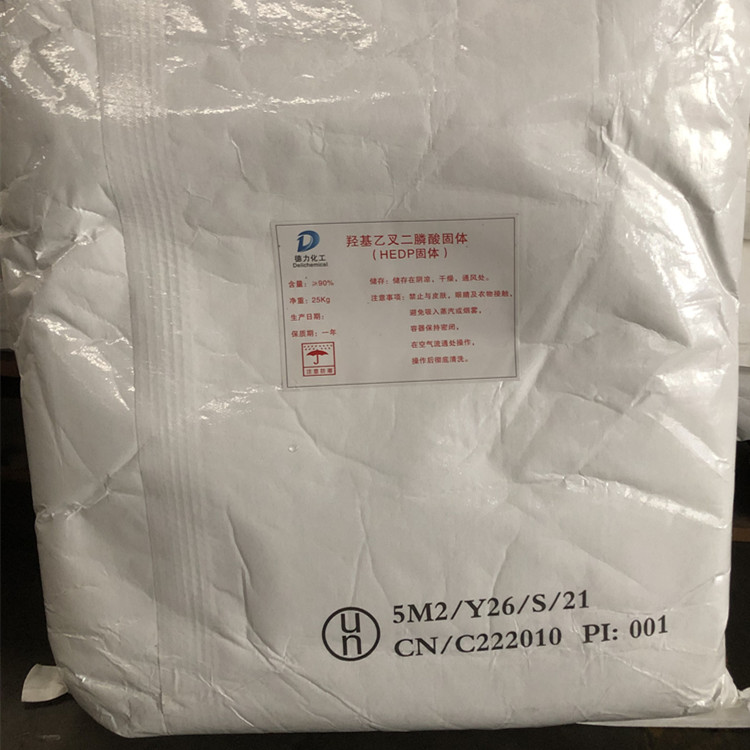 德力化工
Delichemical
羟基乙叉二膦酸固体
(HEDP固体)
含量：≥90%
净重：25Kg
生产日期：
保质期：一年
注意防潮
储存：储存在阴凉、干燥、通风处。
注意事项：禁止与皮肤、眼睛及衣物接触。
避免吸入蒸汽或烟雾。
容器保持密闭。
在空气流通处操作。
操作后彻底清洗。
un
5M2/Y26/S/21
CN/C222010 PI: 001